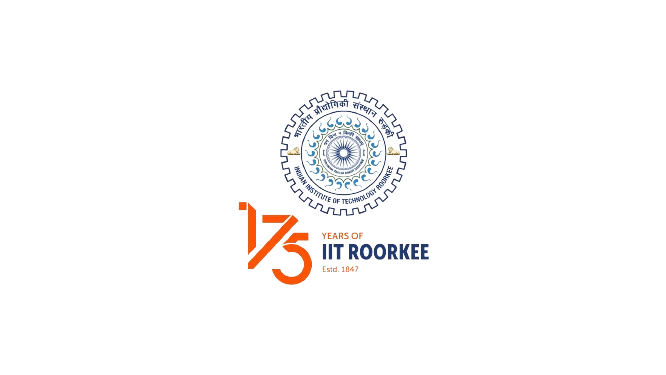 भारतीय प्रौद्योगिकी संस्थान रुड़की
INDIAN INSTITUTE OF TECHNOLOGY ROORKEE
175
YEARS OF
IIT ROORKEE
Estd. 1847